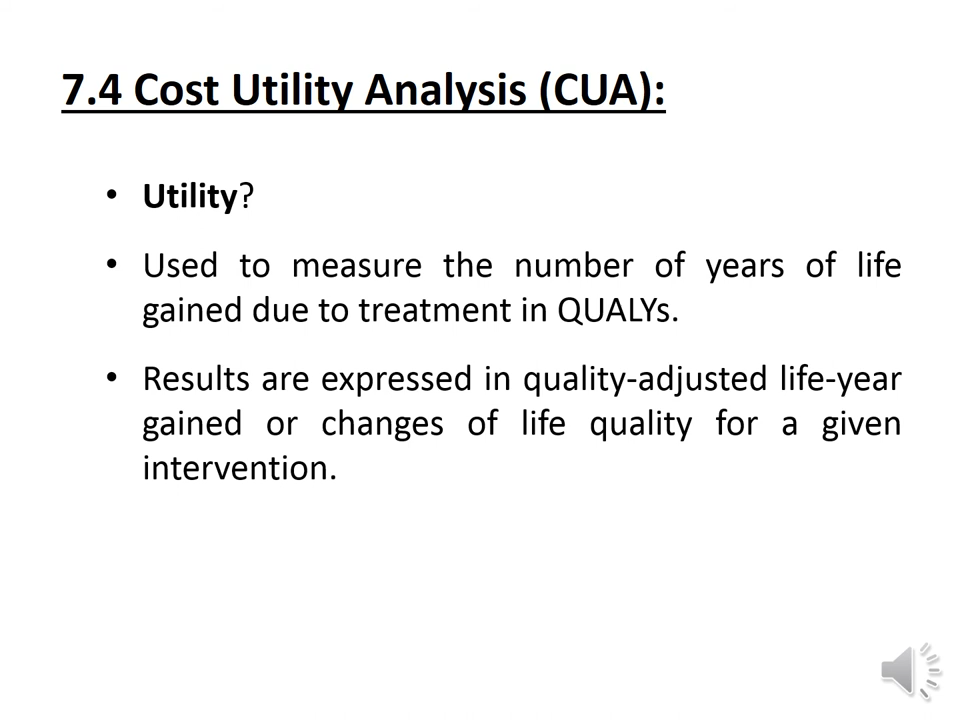 7.4 Cost Utility Analysis (CUA):
• Utility?
• Used to measure the number of years of life
gained due to treatment in QUALYs.
• Results are expressed in quality-adjusted life-year
gained or changes of life quality for a given
intervention.